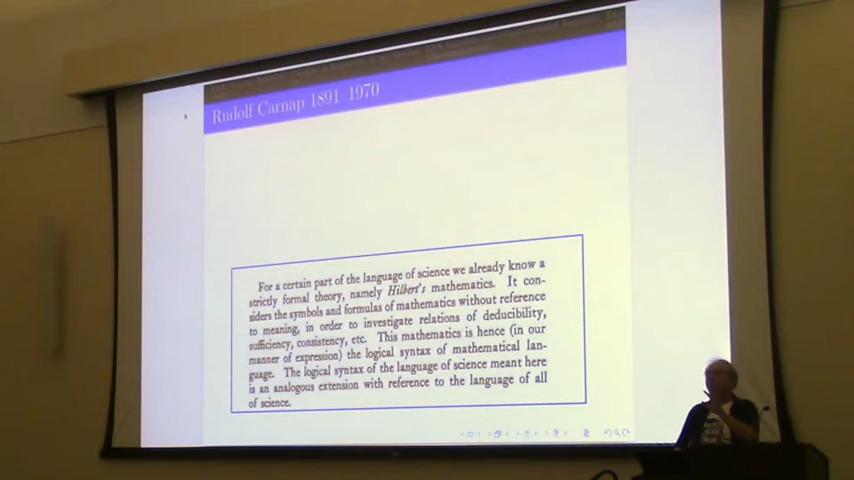 Rudolf Carnap 1891–1970
For a certain part of the language of science we already know a
strictly formal theory, namely Hilbert's mathematics. It con-
siders the symbols and formulas of mathematics without reference
to meaning, in order to investigate relations of deducibility,
sufficiency, consistency, etc. This mathematics is hence (in our
manner of expression) the logical syntax of mathematical lan-
guage. The logical syntax of the language of science meant here
is an analogous extension with reference to the language of all
of science.